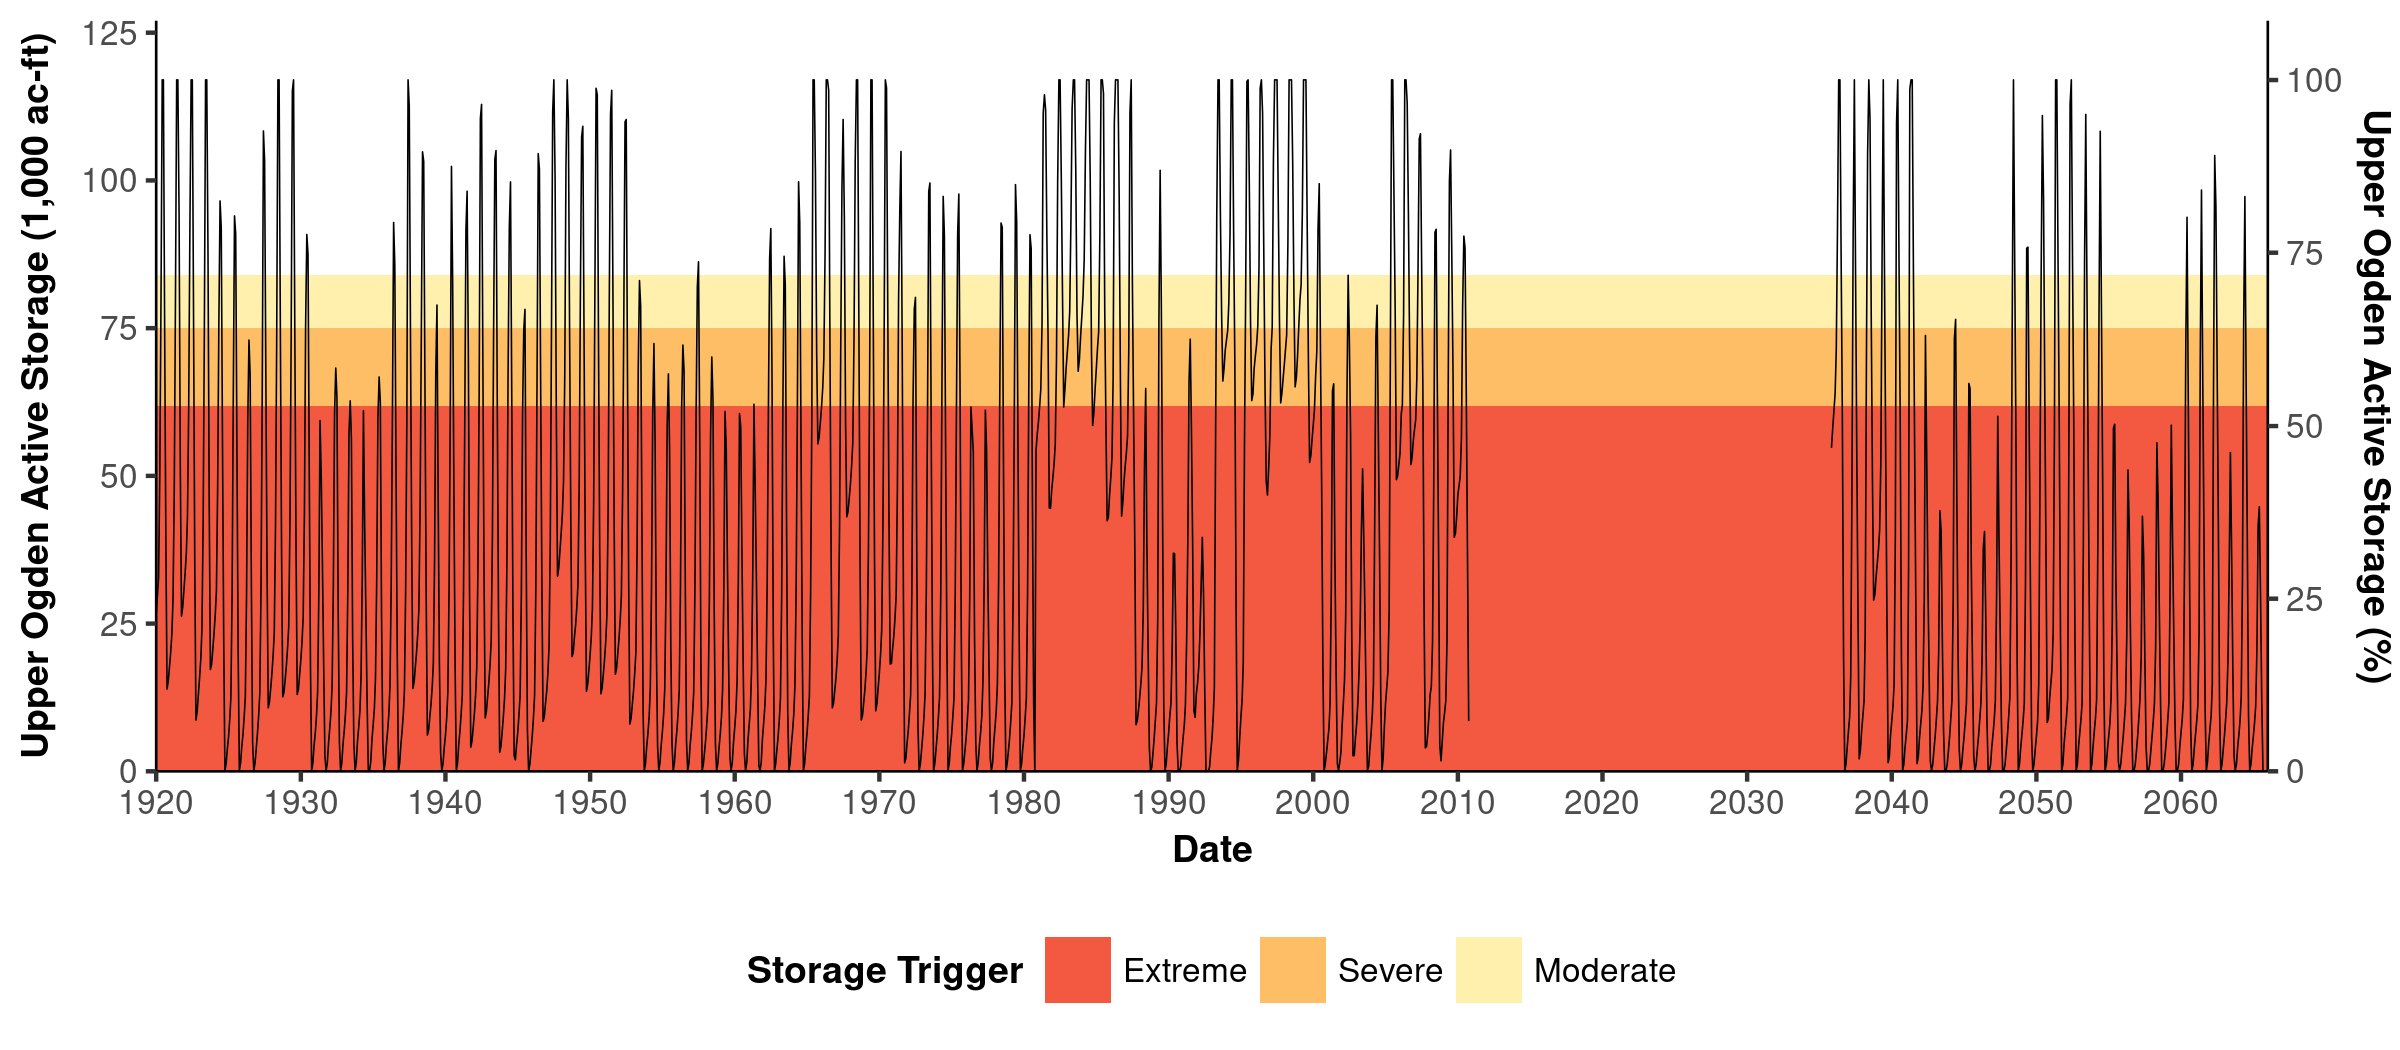 Upper Ogden Active Storage (1,000 ac-ft)
125
100
75
50
25
0
100
75
50
25
0
Upper Ogden Active Storage (%)
1920 1930 1940 1950 1960 1970 1980 1990 2000 2010 2020 2030 2040 2050 2060
Date
Storage Trigger Extreme Severe Moderate